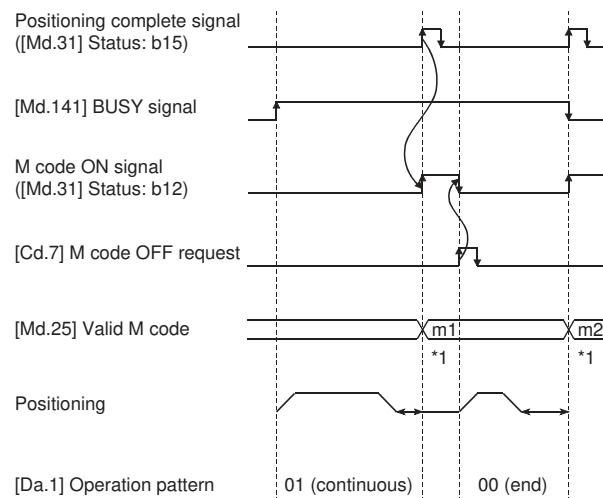 Positioning complete signal
([Md.31] Status: b15)
[Md.141] BUSY signal
M code ON signal
([Md.31] Status: b12)
[Cd.7] M code OFF request
[Md.25] Valid M code
m1
m2
*1
*1
Positioning
[Da.1] Operation pattern
01 (continuous)
00 (end)